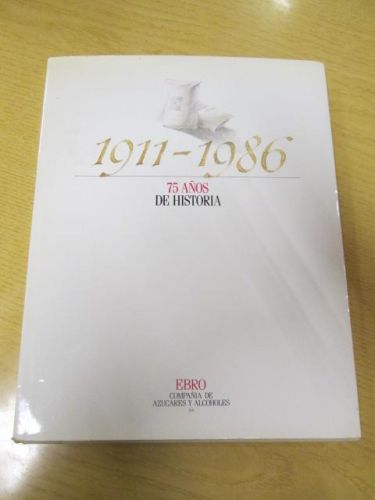 1911-1986
75 AÑOS
DE HISTORIA
EBRO
COMPAÑIA DE
AZUCARES Y ALCOHOLES
S.A.